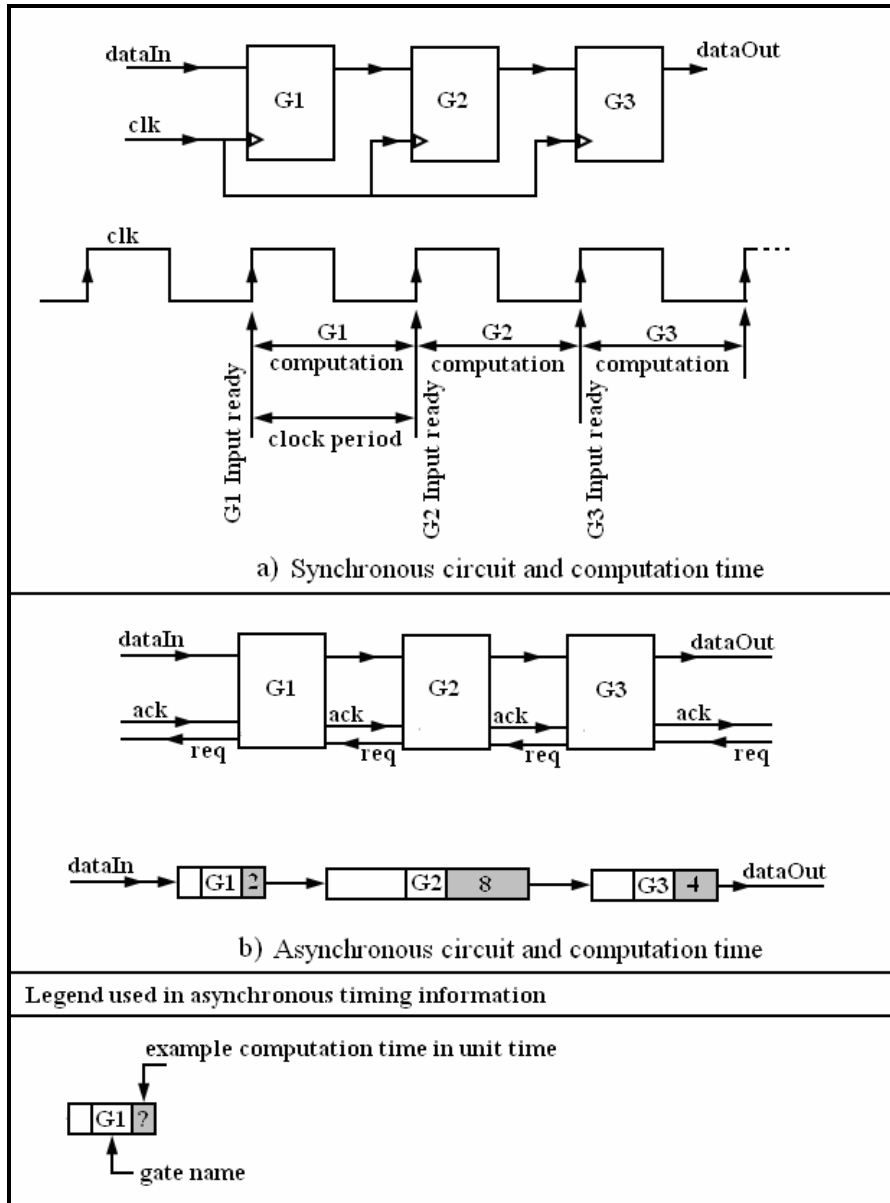 dataIn
dataOut
G1
G2
G3
clk
clk
G1
computation
G2
computation
G3
computation
clock period
G1 Input ready
G2 Input ready
G3 Input ready
a) Synchronous circuit and computation time
dataIn
dataOut
G1
G2
G3
ack
ack
ack
ack
req
req
req
req
dataIn
G1 2
G2 8
G3 4
dataOut
b) Asynchronous circuit and computation time
Legend used in asynchronous timing information
example computation time in unit time
G1 ?
gate name